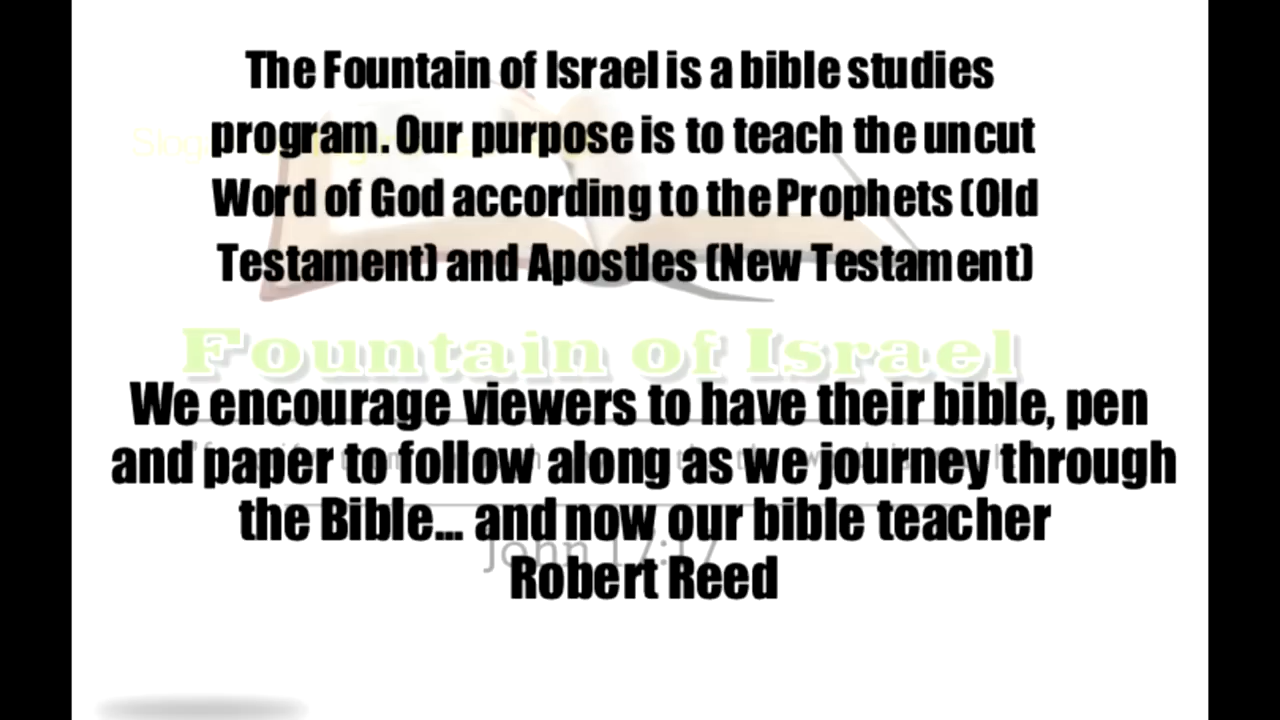 The Fountain of Israel is a bible studies
program. Our purpose is to teach the uncut
Word of God according to the Prophets (Old
Testament) and Apostles (New Testament)
Fountain of Israel
We encourage viewers to have their bible, pen
and paper to follow along as we journey through
the Bible... and now our bible teacher
John 17:17
Robert Reed